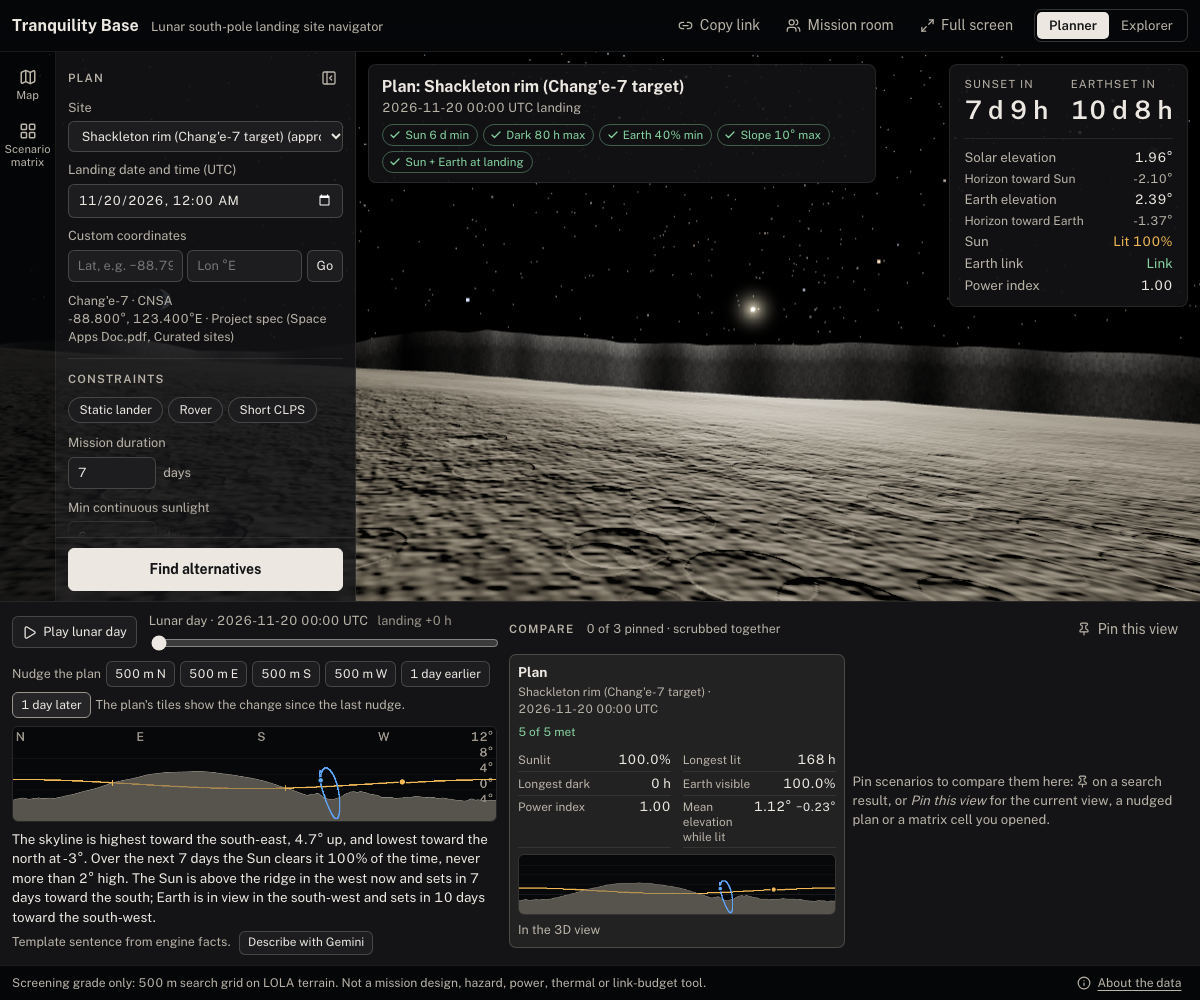 Tranquility Base Lunar south-pole landing site navigator
Copy link
Mission room
Full screen
Planner
Explorer
Map
Scenario
matrix
PLAN
Site
Shackleton rim (Chang'e-7 target) (appro
Landing date and time (UTC)
11/20/2026, 12:00 AM
Custom coordinates
Lat, e.g. −88.79
Lon °E
Go
Chang'e-7 · CNSA
-88.800°, 123.400°E · Project spec (Space
Apps Doc.pdf, Curated sites)
CONSTRAINTS
Static lander
Rover
Short CLPS
Mission duration
7 days
Min continuous sunlight
Find alternatives
Plan: Shackleton rim (Chang'e-7 target)
2026-11-20 00:00 UTC landing
Sun 6 d min
Dark 80 h max
Earth 40% min
Slope 10° max
Sun + Earth at landing
SUNSET IN EARTHSET IN
7 d 9 h 10 d 8 h
Solar elevation 1.96°
Horizon toward Sun -2.10°
Earth elevation 2.39°
Horizon toward Earth -1.37°
Sun Lit 100%
Earth link Link
Power index 1.00
Play lunar day
Lunar day · 2026-11-20 00:00 UTC landing +0 h
Nudge the plan 500 m N 500 m E 500 m S 500 m W 1 day earlier
1 day later The plan's tiles show the change since the last nudge.
N E S W 12°
8°
4°
0°
-4°
The skyline is highest toward the south-east, 4.7° up, and lowest toward the
north at -3°. Over the next 7 days the Sun clears it 100% of the time, never
more than 2° high. The Sun is above the ridge in the west now and sets in 7
days toward the south; Earth is in view in the south-west and sets in 10 days
toward the south-west.
Template sentence from engine facts. Describe with Gemini
COMPARE 0 of 3 pinned · scrubbed together
Pin this view
Plan
Shackleton rim (Chang'e-7 target) ·
2026-11-20 00:00 UTC
5 of 5 met
Sunlit 100.0% Longest lit 168 h
Longest dark 0 h Earth visible 100.0%
Power index 1.00 Mean 1.12° −0.23°
elevation
while lit
In the 3D view
Pin scenarios to compare them here: on a search
result, or Pin this view for the current view, a nudged
plan or a matrix cell you opened.
Screening grade only: 500 m search grid on LOLA terrain. Not a mission design, hazard, power, thermal or link-budget tool.
About the data